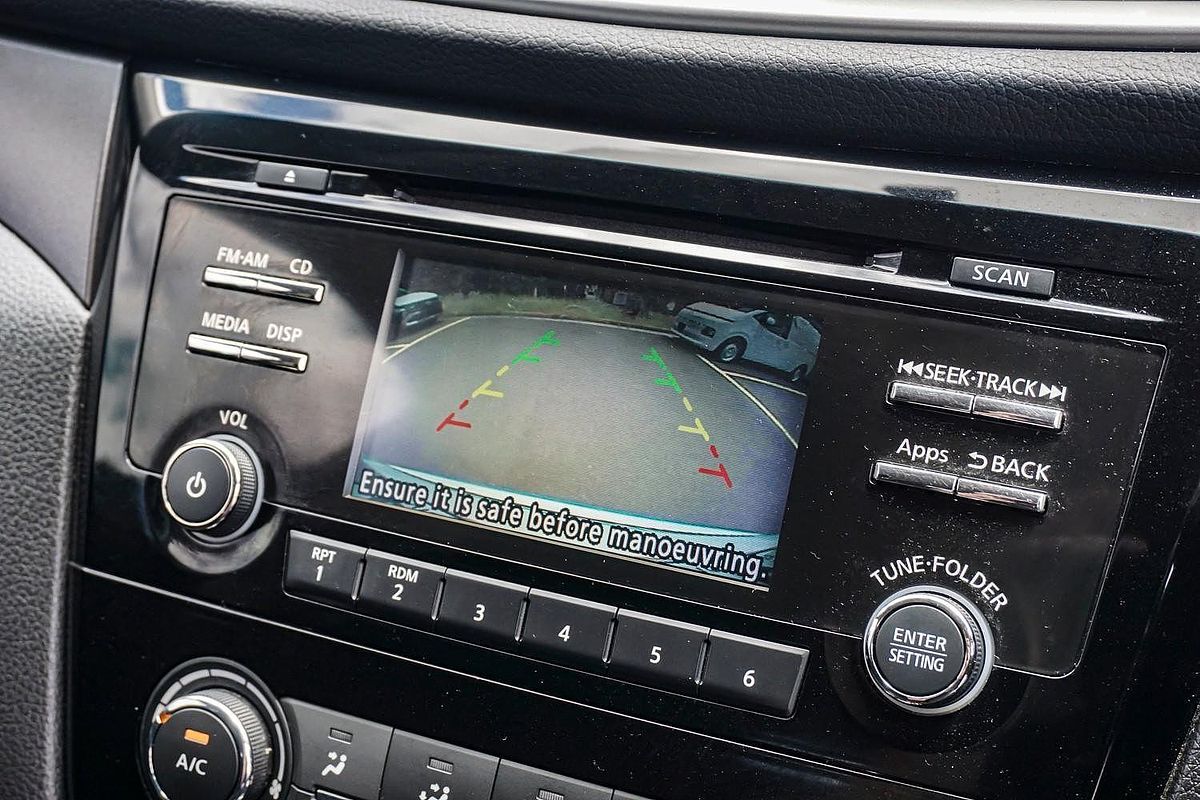 SCAN
FM·AM CD
MEDIA DISP
VOL
SEEK·TRACK
Apps BACK
Ensure it is safe before manoeuvring.
TUNE·FOLDER
ENTER
SETTING
RPT
1
RDM
2
3
4
5
6
A/C